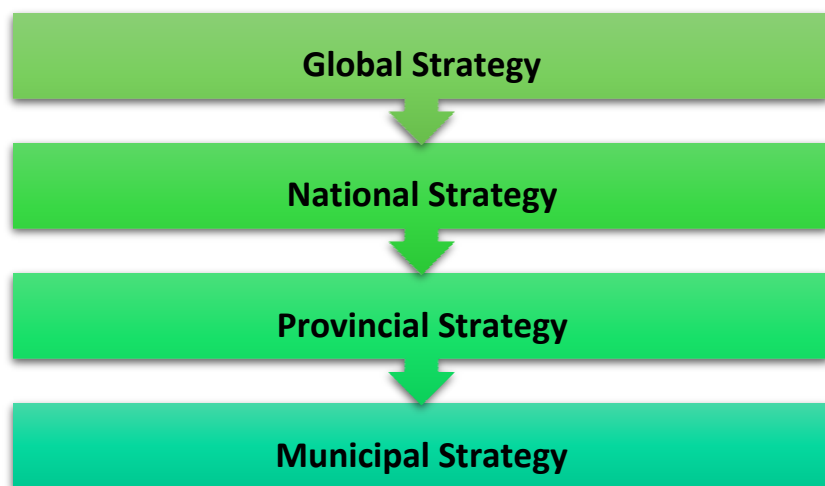 Global Strategy
National Strategy
Provincial Strategy
Municipal Strategy